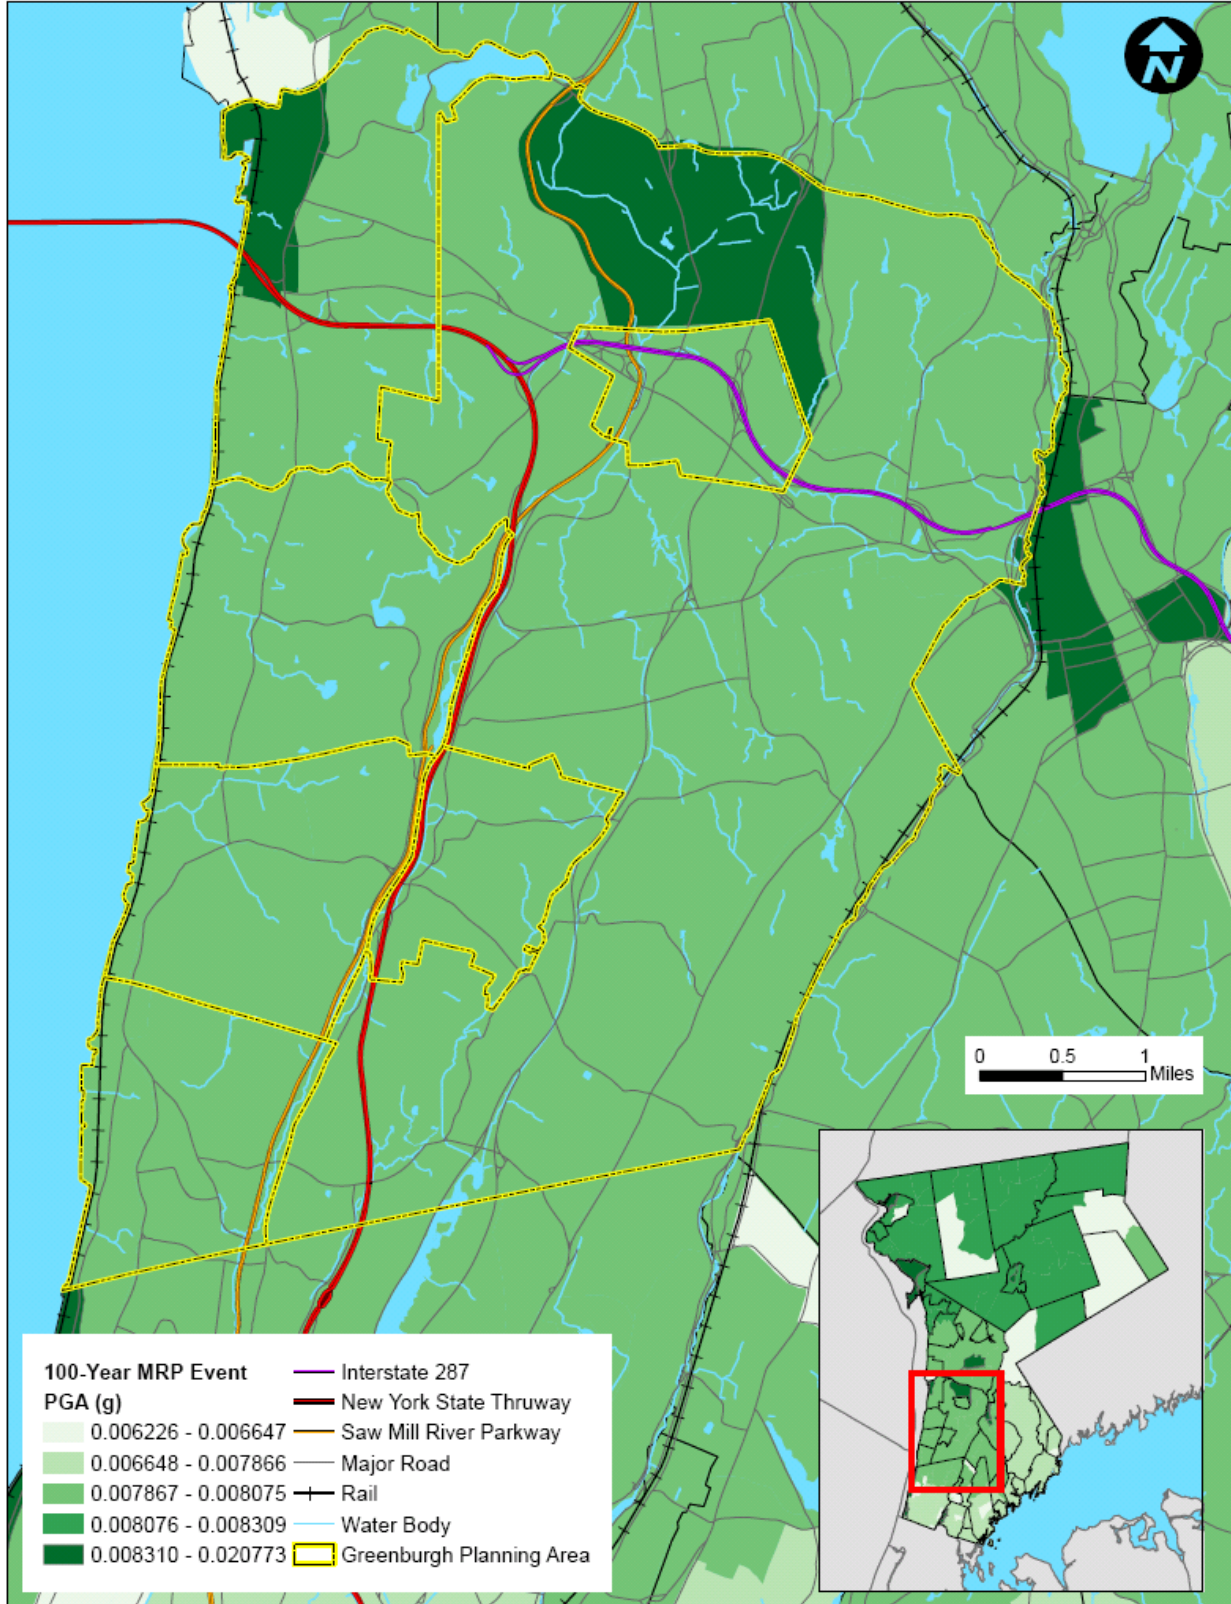 N
0 0.5 1
Miles
100-Year MRP Event
PGA (g)
0.006226 - 0.006647
0.006648 - 0.007866
0.007867 - 0.008075
0.008076 - 0.008309
0.008310 - 0.020773
Interstate 287
New York State Thruway
Saw Mill River Parkway
Major Road
Rail
Water Body
Greenburgh Planning Area